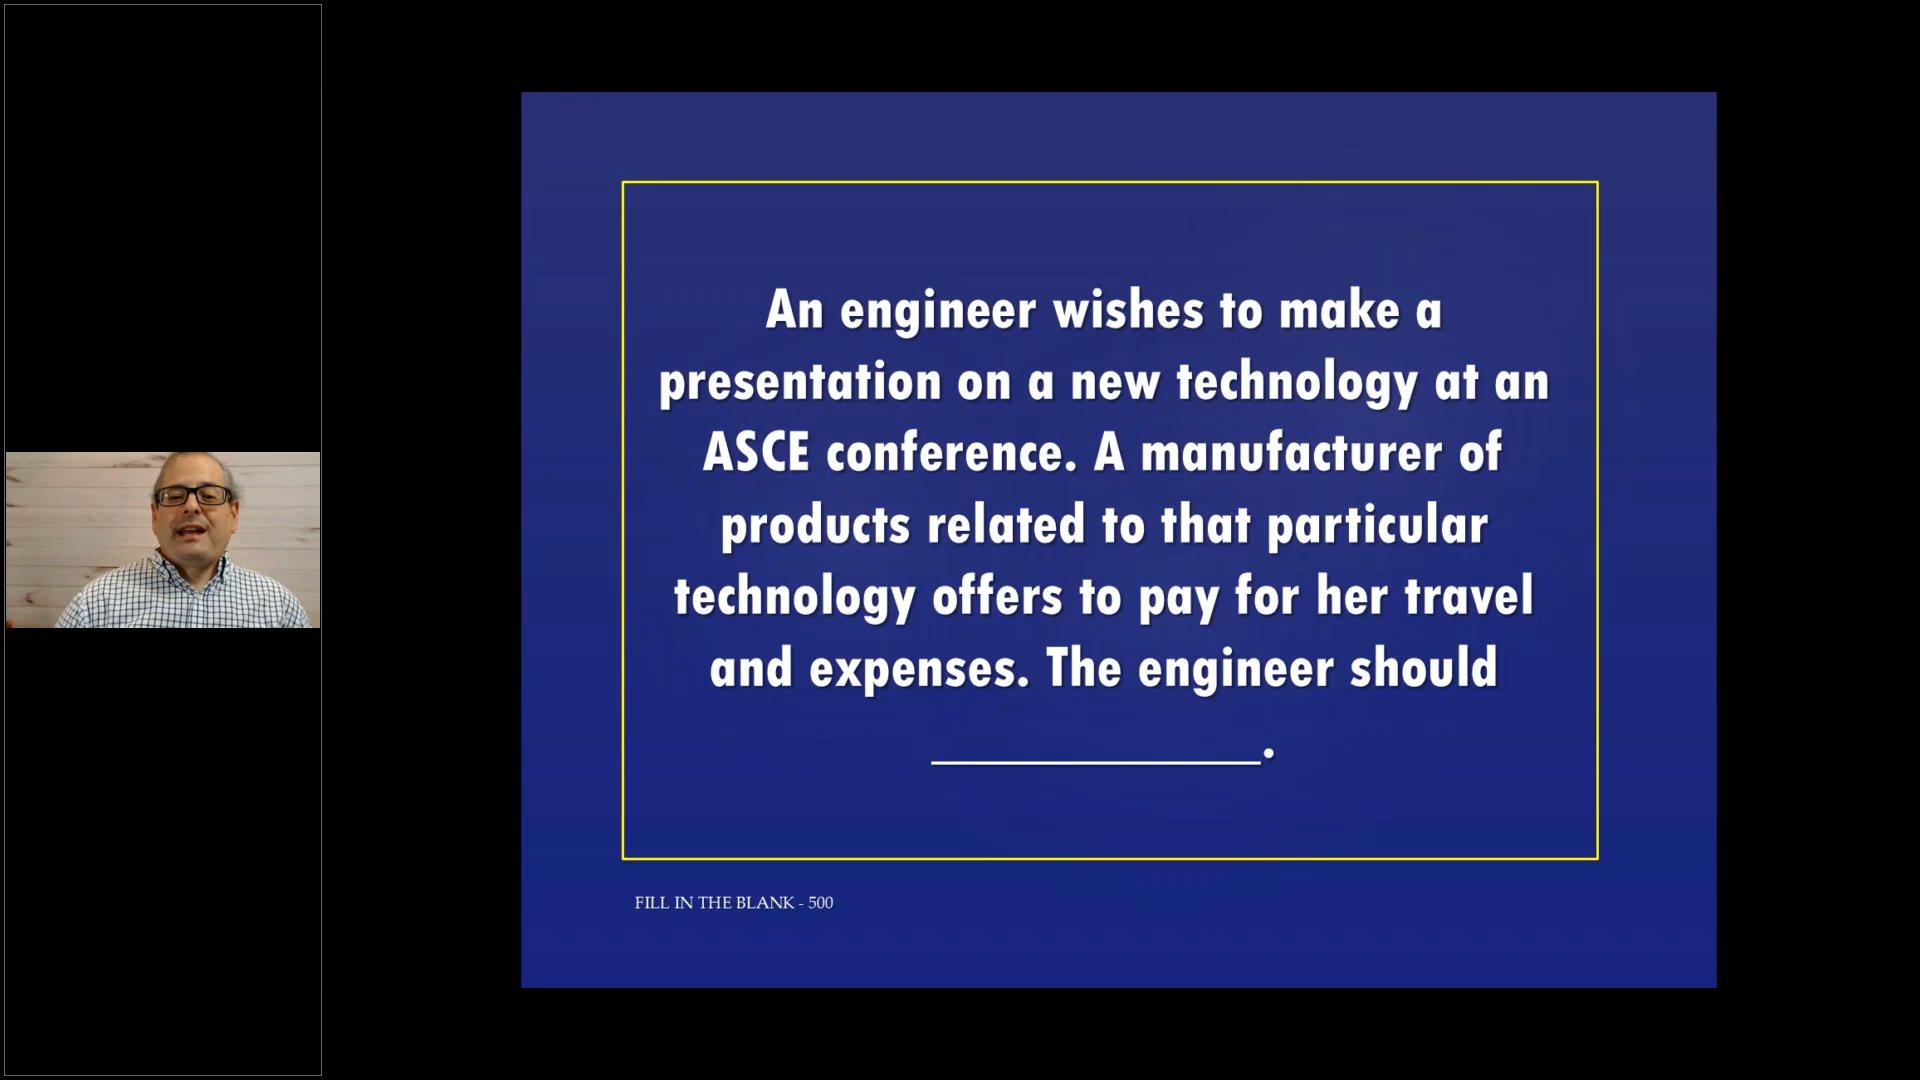 An engineer wishes to make a
presentation on a new technology at an
ASCE conference. A manufacturer of
products related to that particular
technology offers to pay for her travel
and expenses. The engineer should
______________.
FILL IN THE BLANK - 500